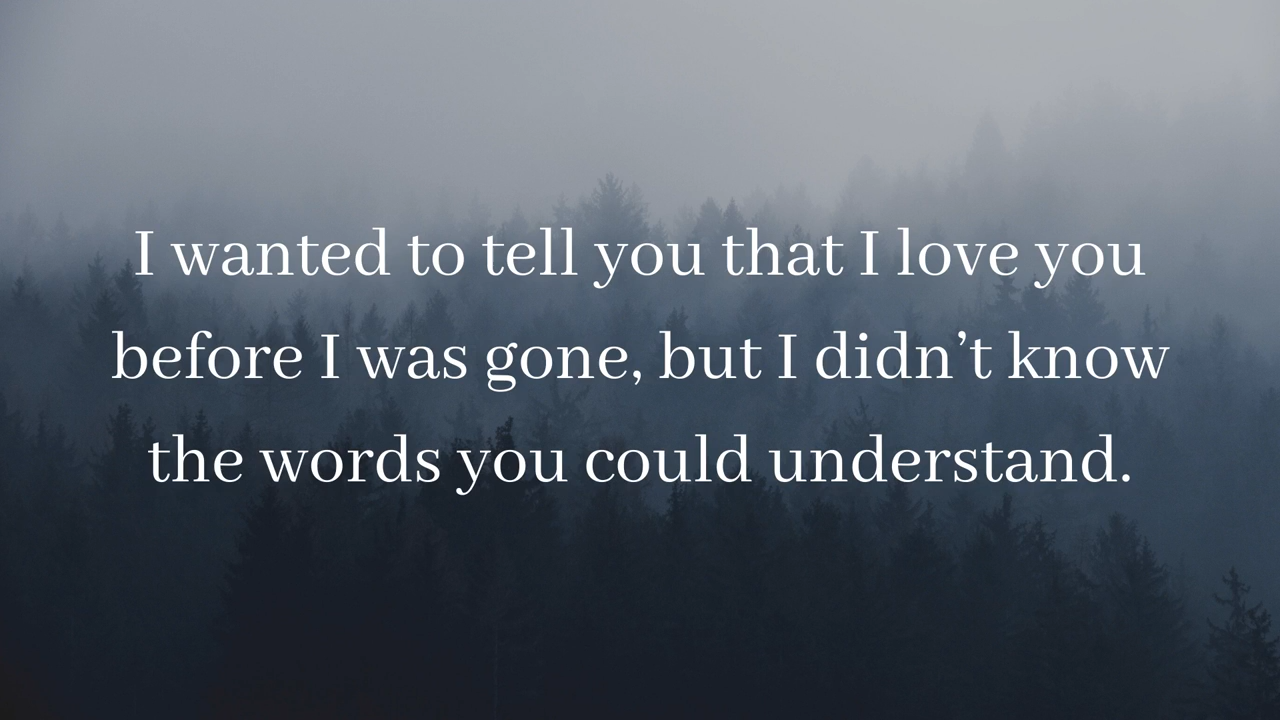 I wanted to tell you that I love you
before I was gone, but I didn’t know
the words you could understand.